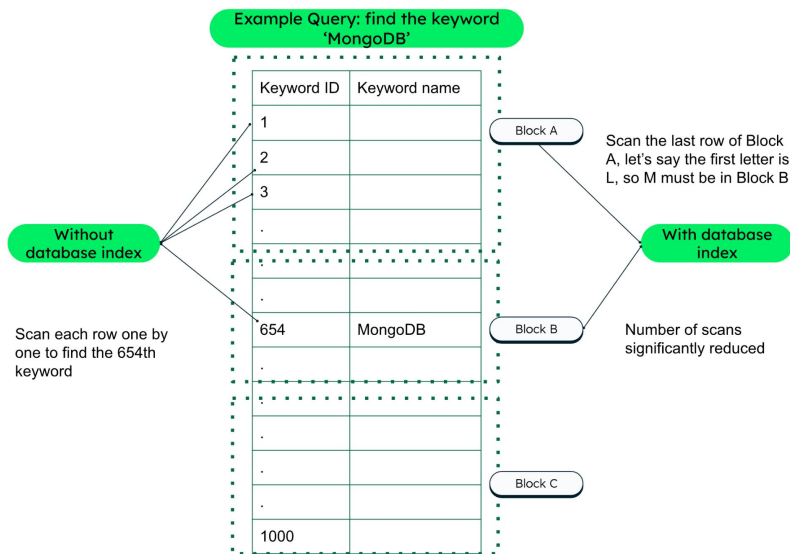 Example Query: find the keyword
‘MongoDB’
Keyword ID Keyword name
1
2
3
.
.
.
654 MongoDB
.
.
.
.
.
1000
Block A
Block B
Block C
Without
database index
Scan each row one by
one to find the 654th
keyword
Scan the last row of Block
A, let’s say the first letter is
L, so M must be in Block B
With database
index
Number of scans
significantly reduced